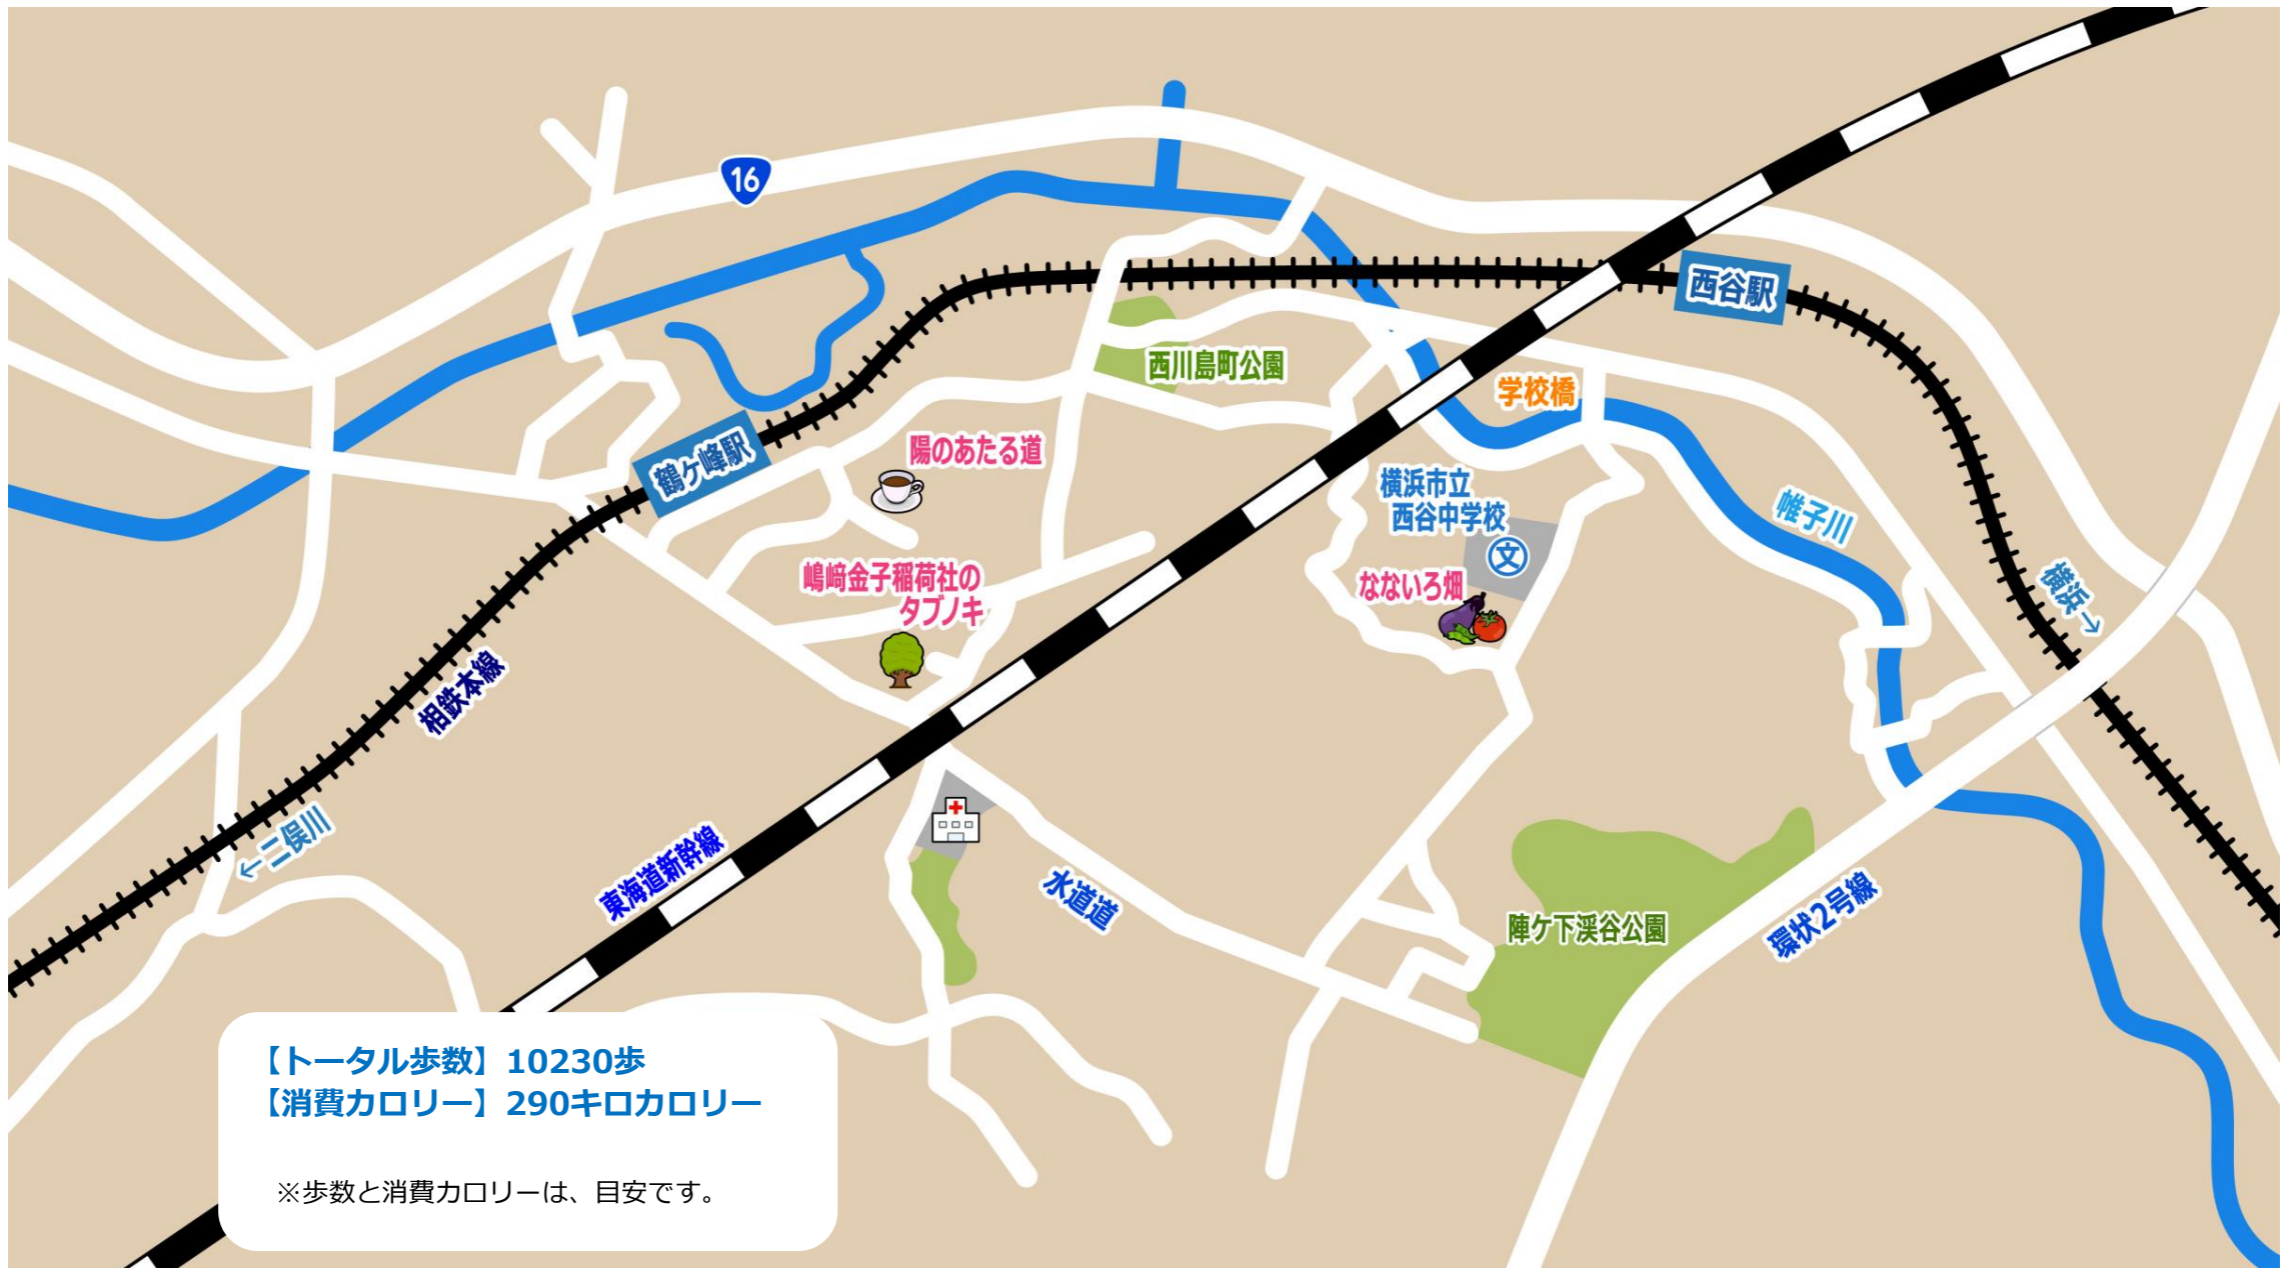 16
西谷駅
西川島町公園
学校橋
鶴ヶ峰駅
陽のあたる道
横浜市立
西谷中学校
文
帷子川
嶋﨑金子稲荷社の
タブノキ
なないろ畑
横浜→
相鉄本線
←二俣川
東海道新幹線
水道道
陣ケ下渓谷公園
環状2号線
【トータル歩数】10230歩
【消費カロリー】290キロカロリー
※歩数と消費カロリーは、目安です。